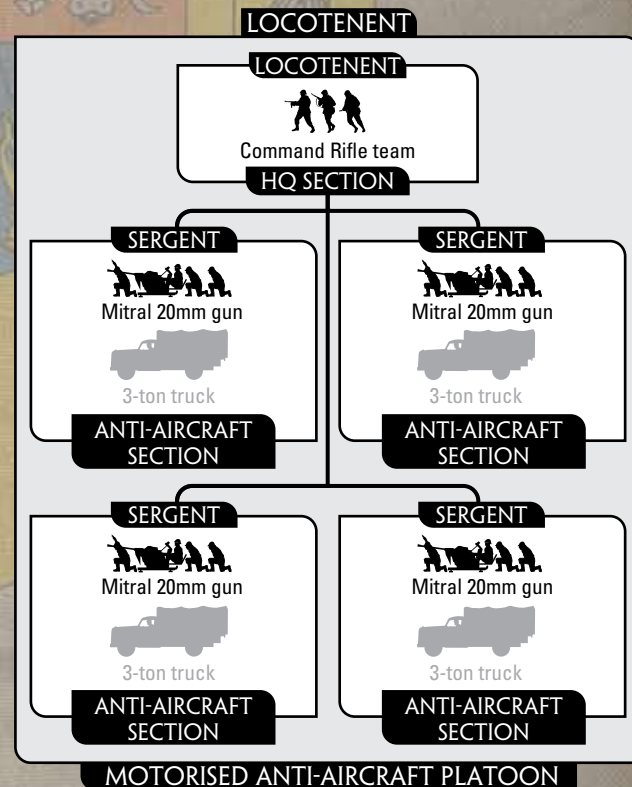 LOCOTENENT
LOCOTENENT
Command Rifle team
HQ SECTION
SERGENT
Mitral 20mm gun
3-ton truck
ANTI-AIRCRAFT
SECTION
SERGENT
Mitral 20mm gun
3-ton truck
ANTI-AIRCRAFT
SECTION
SERGENT
Mitral 20mm gun
3-ton truck
ANTI-AIRCRAFT
SECTION
SERGENT
Mitral 20mm gun
3-ton truck
ANTI-AIRCRAFT
SECTION
MOTORISED ANTI-AIRCRAFT PLATOON